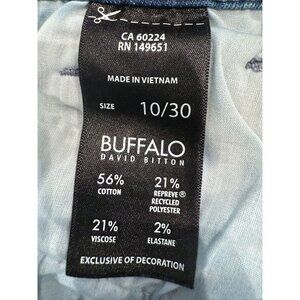 CA 60224
RN 149651
MADE IN VIETNAM
SIZE 10/30
BUFFALO
DAVID BITTON
56%
COTTON
21%
REPREVE®
RECYCLED
POLYESTER
21%
VISCOSE
2%
ELASTANE
EXCLUSIVE OF DECORATION